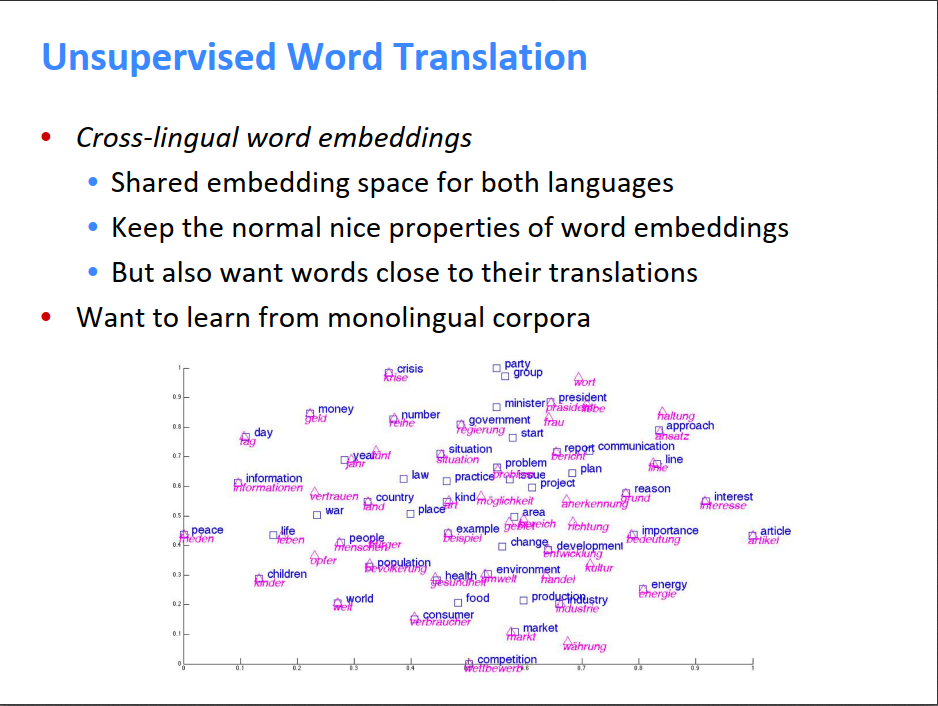 Unsupervised Word Translation
• Cross-lingual word embeddings
• Shared embedding space for both languages
• Keep the normal nice properties of word embeddings
• But also want words close to their translations
• Want to learn from monolingual corpora
1
0.9
0.8
0.7
0.6
0.5
0.4
0.3
0.2
0.1
0
party
crisis
group
krise
wort
president
minister
präsident
money
haltung
geld
number
reihe
government
frau
approach
regierung
ansatz
day
start
tag
situation
report
communication
year
fünf
situation
bericht
line
jahr
problem
linie
issue
plan
information
law
practice
project
informationen
reason
vertrauen
country
kind
möglichkeit
anerkennung
grund
interest
land
art
interesse
war
place
area
gebiet
bereich
richtung
peace
life
example
importance
article
leben
people
beispiel
change
bedeutung
artikel
menschen
bürger
development
entwicklung
opfer
population
bevölkerung
environment
kultur
children
health
umwelt
handel
kinder
gesundheit
energy
world
food
production
industry
energie
welt
industrie
consumer
verbraucher
market
markt
währung
competition
wettbewerb
0.1
0.2
0.3
0.4
0.6
0.7
0.8
0.9
1